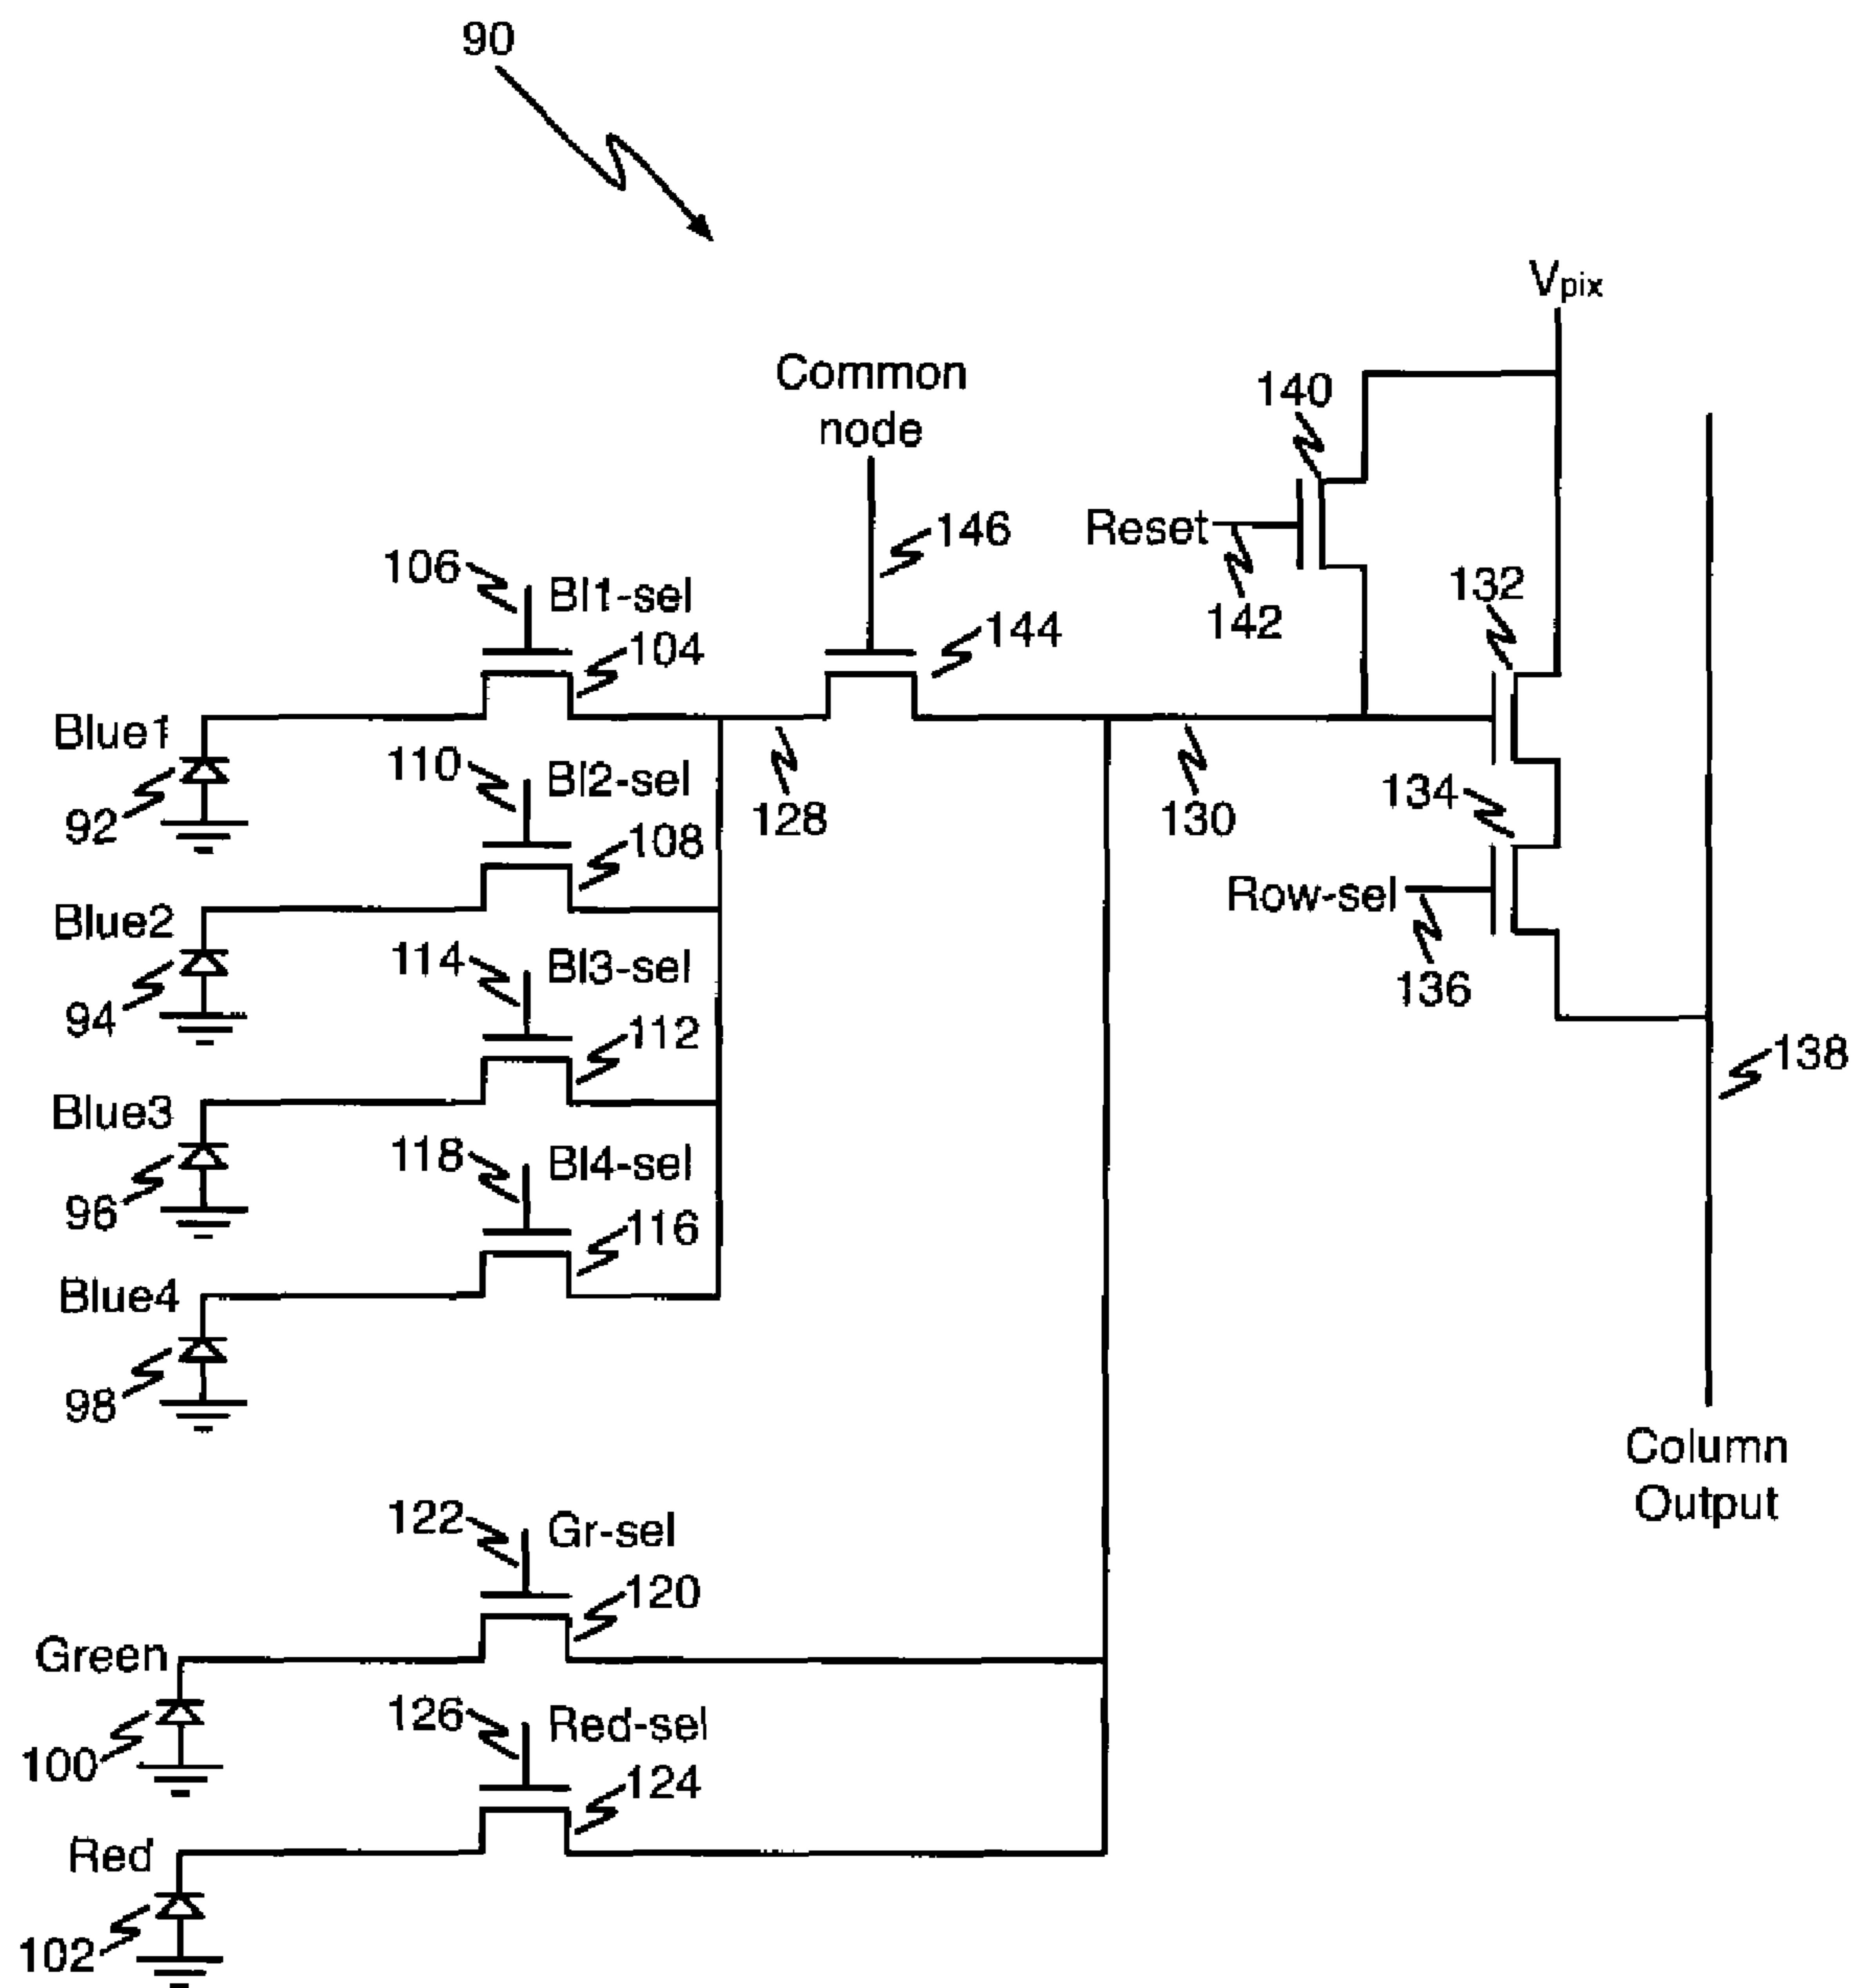 90
Vpix
Common
node
140
146
Reset
142
132
106
Bl1-sel
104
144
Blue1
92
110
Bl2-sel
108
128
130
134
Row-sel
136
Blue2
94
114
Bl3-sel
112
138
Blue3
96
118
Bl4-sel
116
Blue4
98
Column
Output
122
Gr-sel
120
Green
100
126
Red-sel
124
Red
102